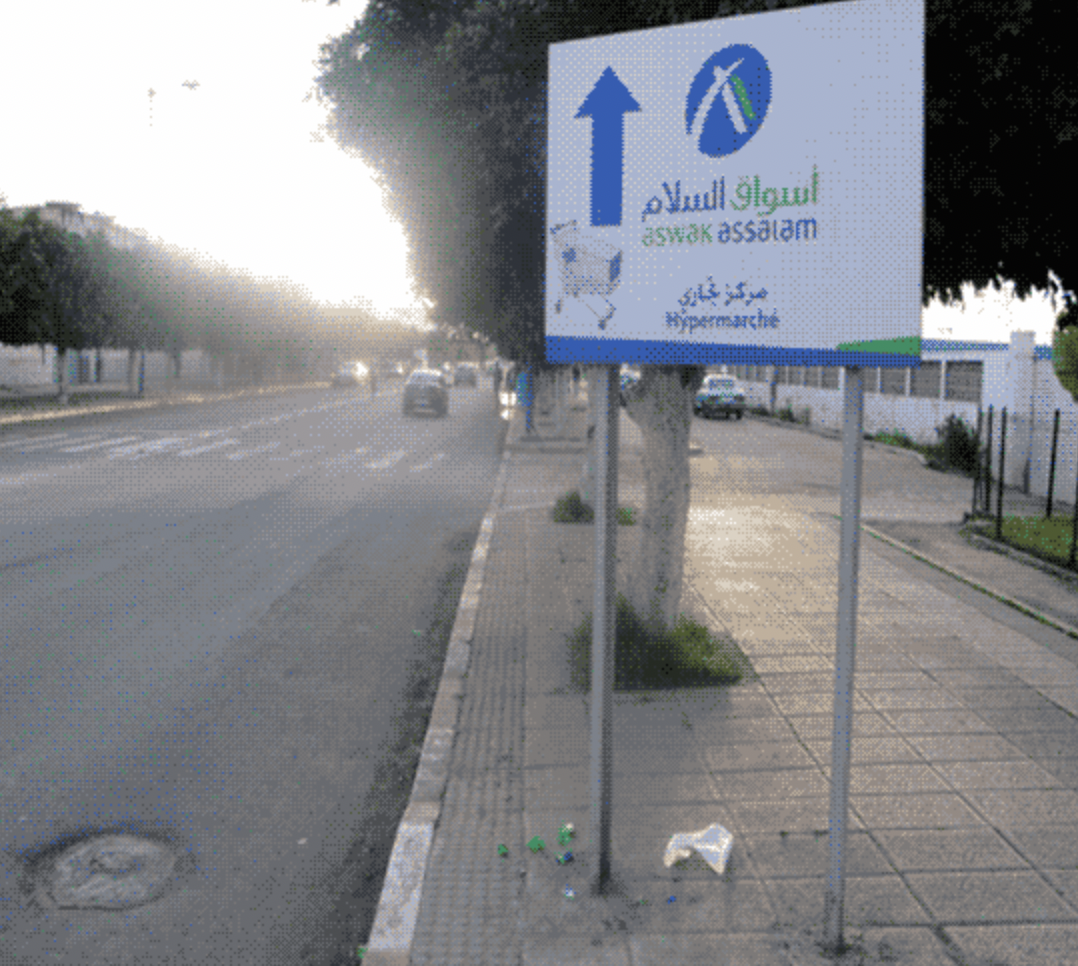 أسواق السلام
aswak assalam
مركز تجاري
Hypermarché